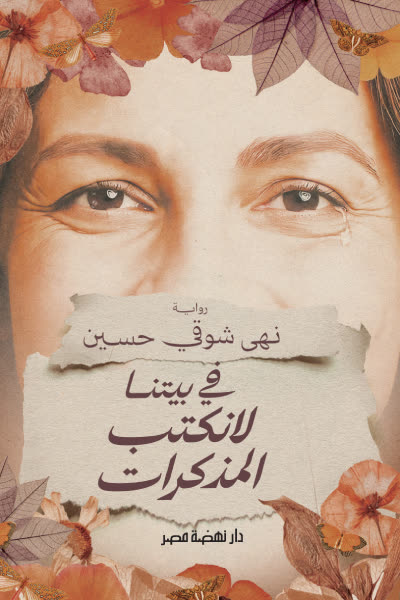 رواية
نهى شوقي حسين
في بيتنا
لا نكتب
المذكرات
دار نهضة مصر